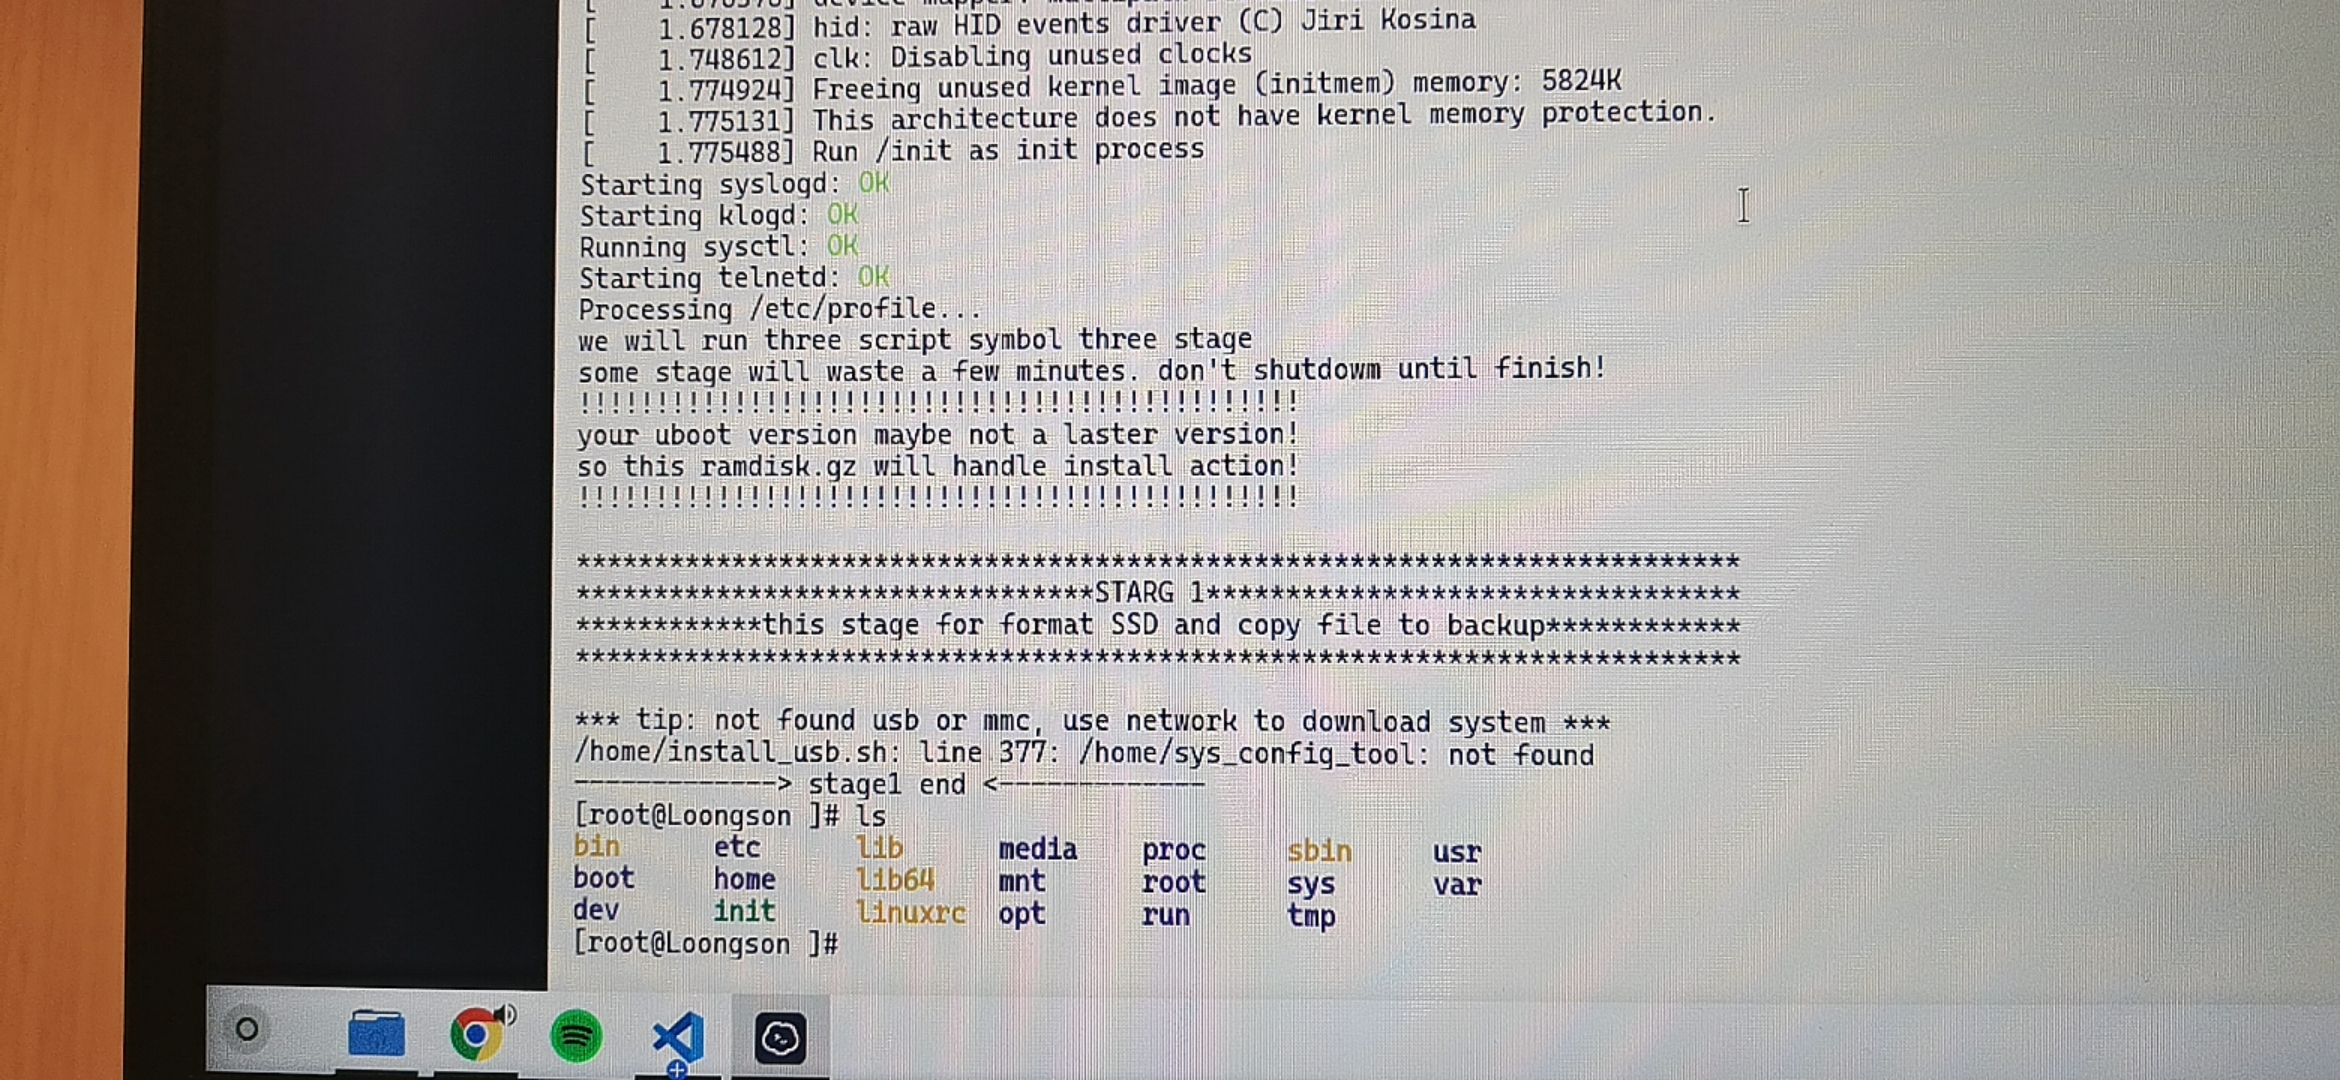 [    1.678128] hid: raw HID events driver (C) Jiri Kosina
[    1.748612] clk: Disabling unused clocks
[    1.774924] Freeing unused kernel image (initmem) memory: 5824K
[    1.775131] This architecture does not have kernel memory protection.
[    1.775488] Run /init as init process
Starting syslogd: OK
Starting klogd: OK
Running sysctl: OK
Starting telnetd: OK
Processing /etc/profile...
we will run three script symbol three stage
some stage will waste a few minutes. don't shutdowm until finish!
!!!!!!!!!!!!!!!!!!!!!!!!!!!!!!!!!!!!!!!!!!!!!!
your uboot version maybe not a laster version!
so this ramdisk.gz will handle install action!
!!!!!!!!!!!!!!!!!!!!!!!!!!!!!!!!!!!!!!!!!!!!!!
***************************************************************************
*********************************STARG 1**********************************
************this stage for format SSD and copy file to backup*************
***************************************************************************
*** tip: not found usb or mmc, use network to download system ***
/home/install_usb.sh: line 377: /home/sys_config_tool: not found
-------------> stage1 end <-------------
[root@Loongson ]# ls
bin      etc      lib      media    proc     sbin     usr
boot     home     lib64    mnt      root     sys      var
dev      init     linuxrc  opt      run      tmp
[root@Loongson ]#